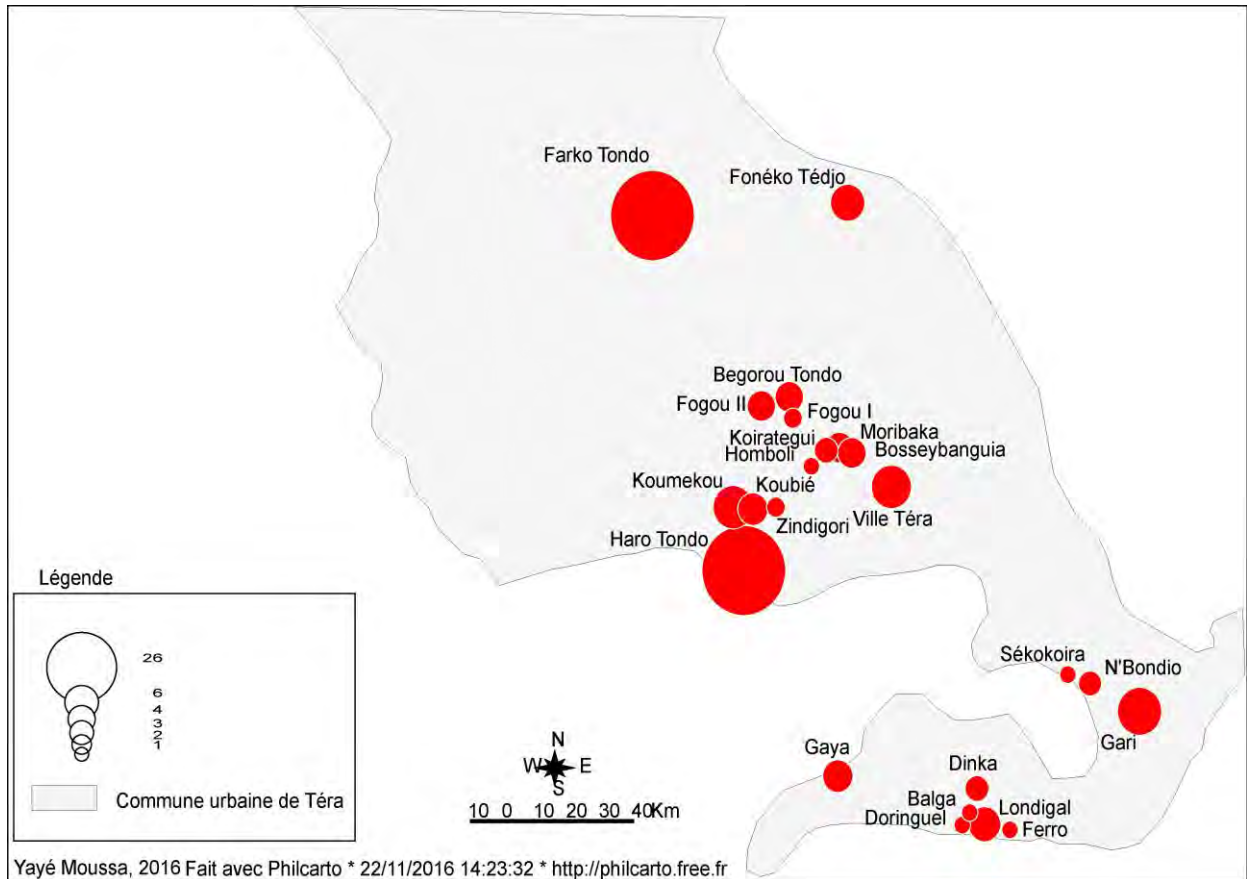 Farko Tondo
Fonéko Tédjo
Begorou Tondo
Fogou II
Fogou I
Koirategui
Moribaka
Homboli
Bosseybanguia
Koumekou
Koubié
Ville Téra
Zindigori
Haro Tondo
Légende
26
6
4
3
2
1
Commune urbaine de Téra
N
W E
S
10 0 10 20 30 40Km
Sékokoira
N'Bondio
Gari
Gaya
Dinka
Balga
Londigal
Doringuel
Ferro
Yayé Moussa, 2016 Fait avec Philcarto * 22/11/2016 14:23:32 * http://philcarto.free.fr